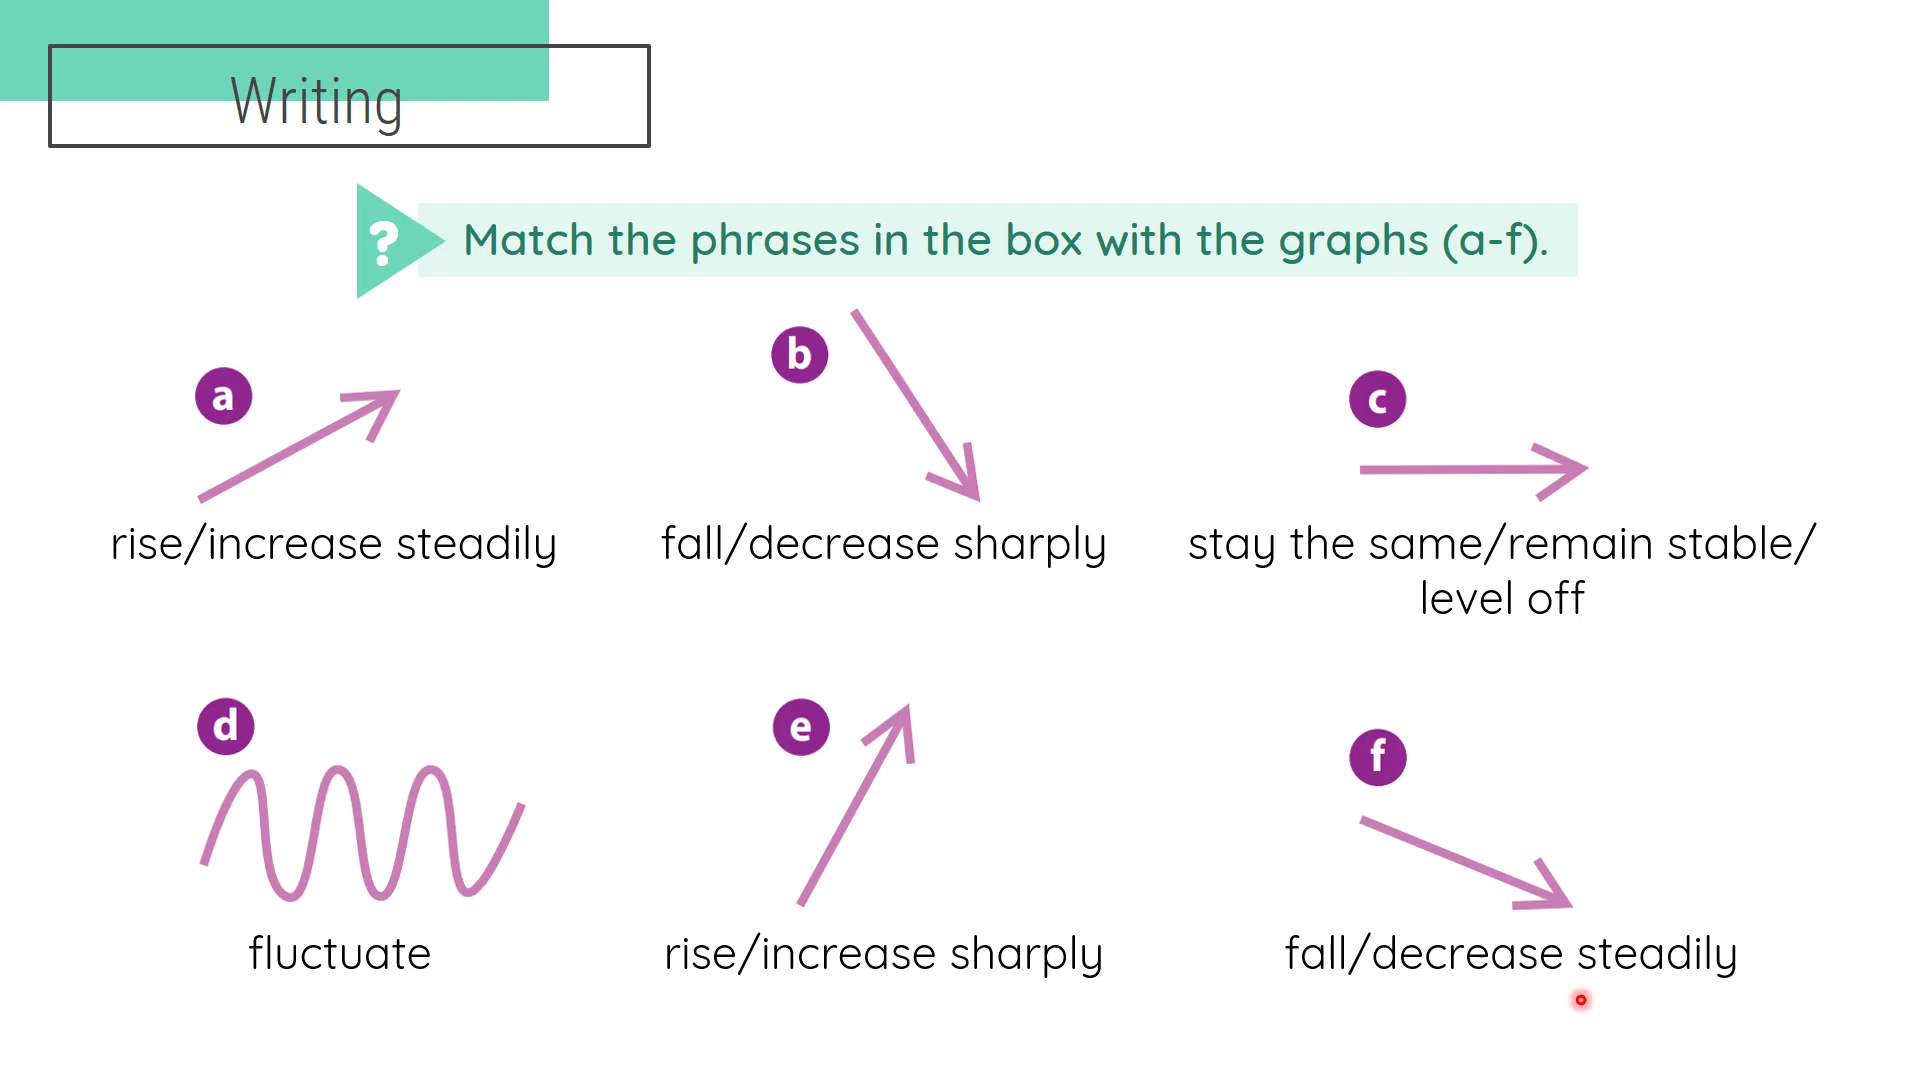 Writing
?
Match the phrases in the box with the graphs (a-f).
a
b
c
rise/increase steadily
fall/decrease sharply
stay the same/remain stable/
level off
d
e
f
fluctuate
rise/increase sharply
fall/decrease steadily